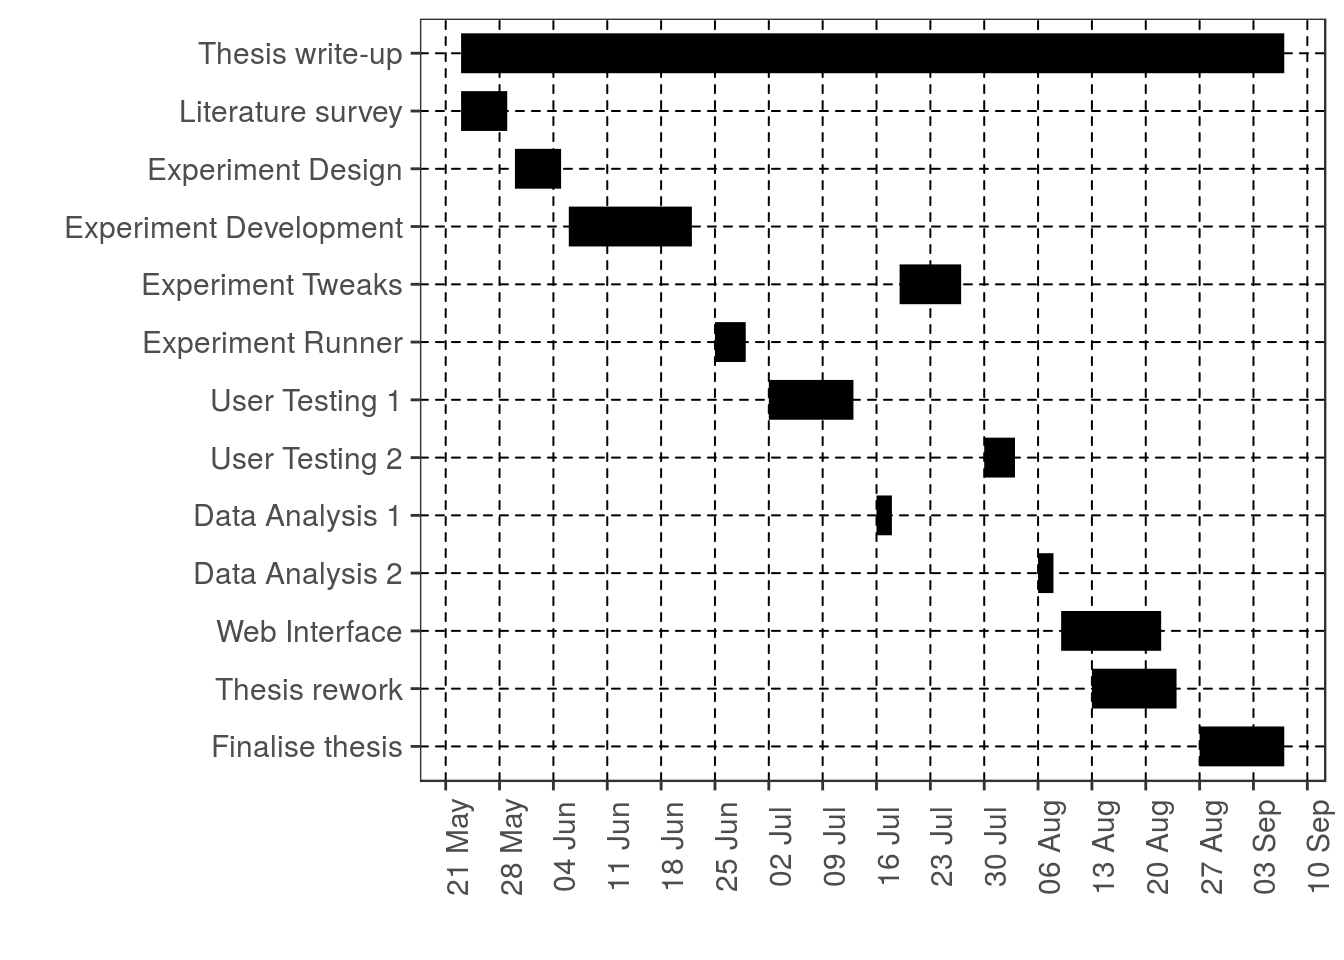 Thesis write-up
Literature survey
Experiment Design
Experiment Development
Experiment Tweaks
Experiment Runner
User Testing 1
User Testing 2
Data Analysis 1
Data Analysis 2
Web Interface
Thesis rework
Finalise thesis
21 May
28 May
04 Jun
11 Jun
18 Jun
25 Jun
02 Jul
09 Jul
16 Jul
23 Jul
30 Jul
06 Aug
13 Aug
20 Aug
27 Aug
03 Sep
10 Sep